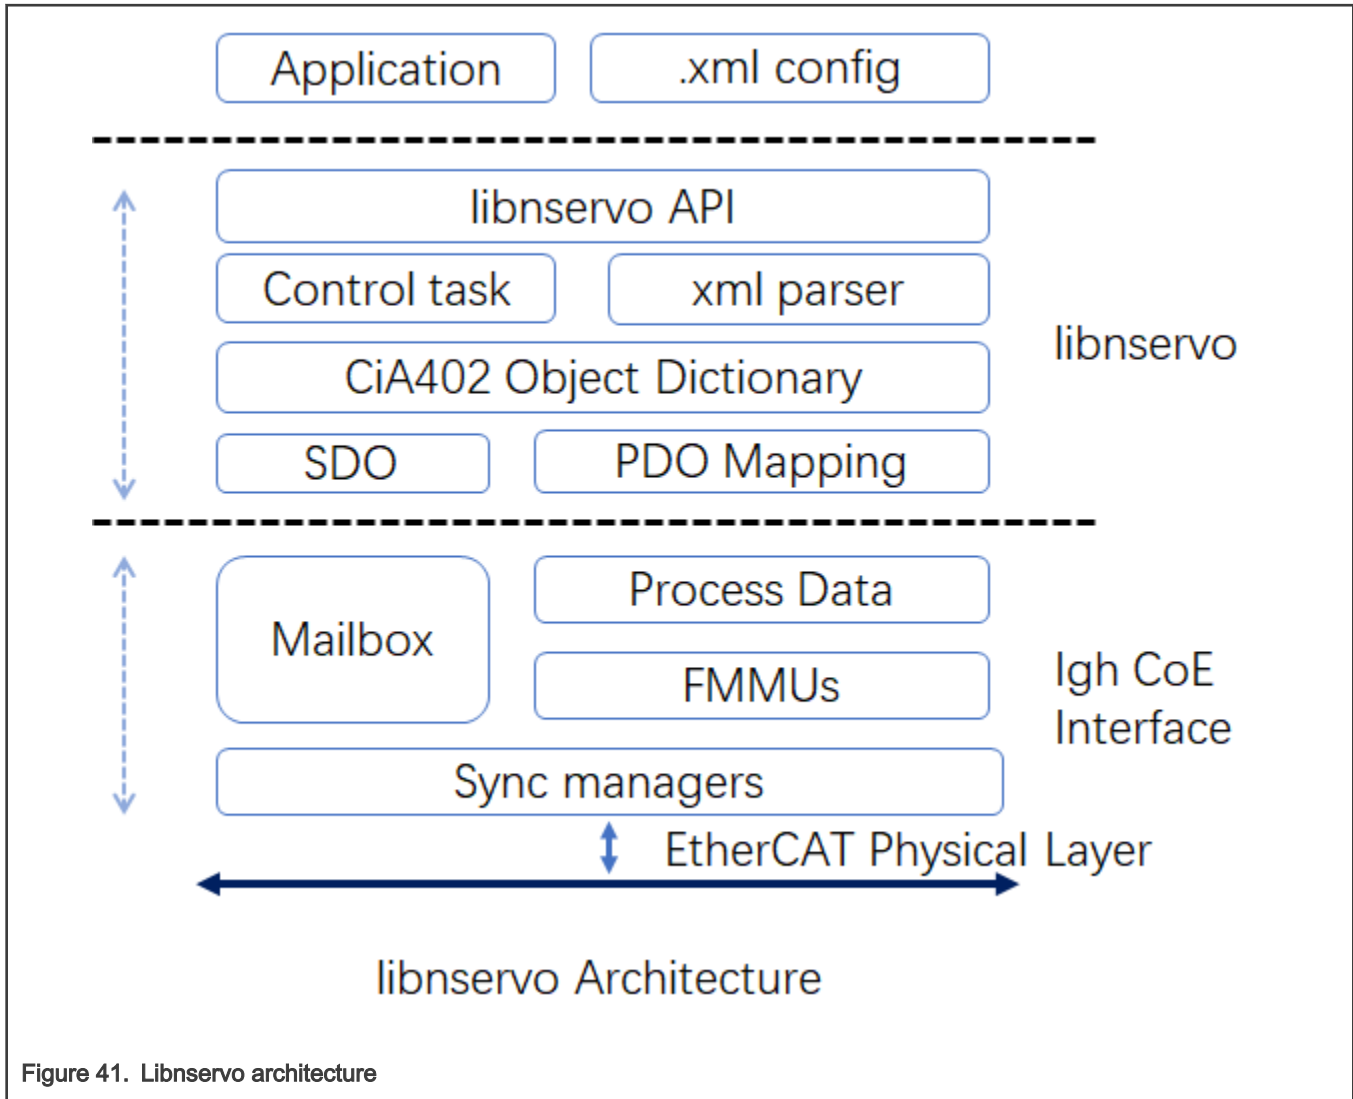 Application
.xml config
libnservo API
Control task
xml parser
CiA402 Object Dictionary
SDO
PDO Mapping
libnservo
Mailbox
Process Data
FMMUs
Sync managers
Igh CoE
Interface
EtherCAT Physical Layer
libnservo Architecture
Figure 41. Libnservo architecture